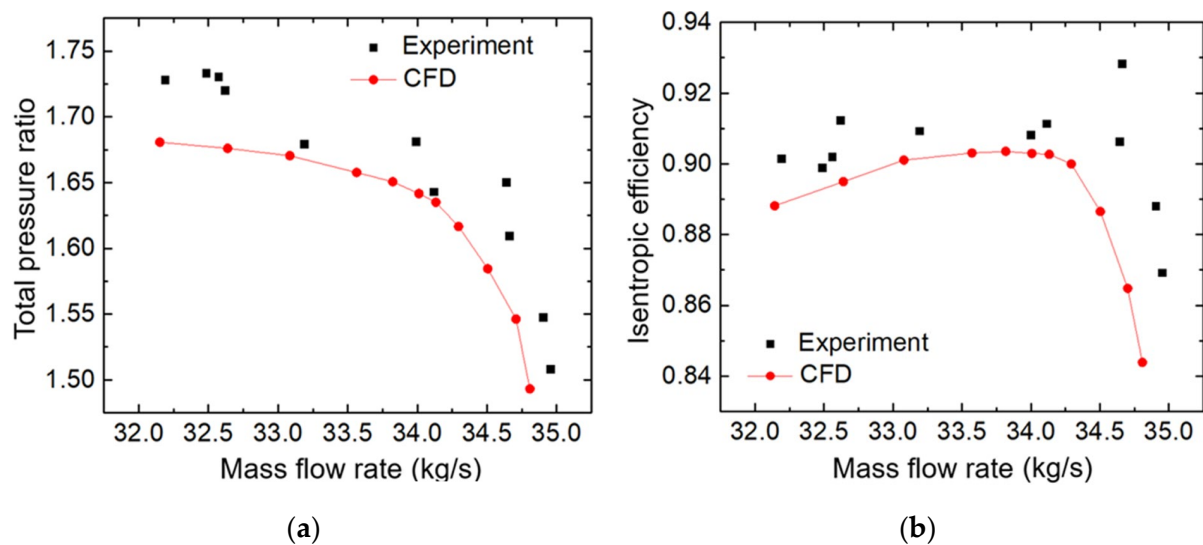 Total pressure ratio
1.75
1.70
1.65
1.60
1.55
1.50
Experiment
CFD
32.0 32.5 33.0 33.5 34.0 34.5 35.0
Mass flow rate (kg/s)
(a)
Isentropic efficiency
0.94
0.92
0.90
0.88
0.86
0.84
Experiment
CFD
32.0 32.5 33.0 33.5 34.0 34.5 35.0
Mass flow rate (kg/s)
(b)